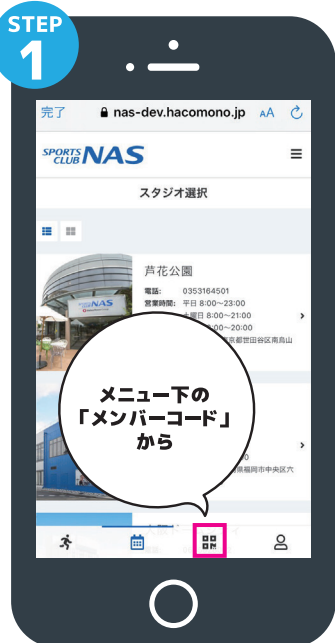 STEP
1
完了
nas-dev.hacomono.jp
AA
SPORTS CLUB NAS
スタジオ選択
芦花公園
電話: 0353164501
営業時間: 平日 8:00〜23:00
土曜日 8:00〜21:00
:00〜20:00
京都世田谷区南烏山
メニュー下の
「メンバーコード」
から
県福岡市中央区六